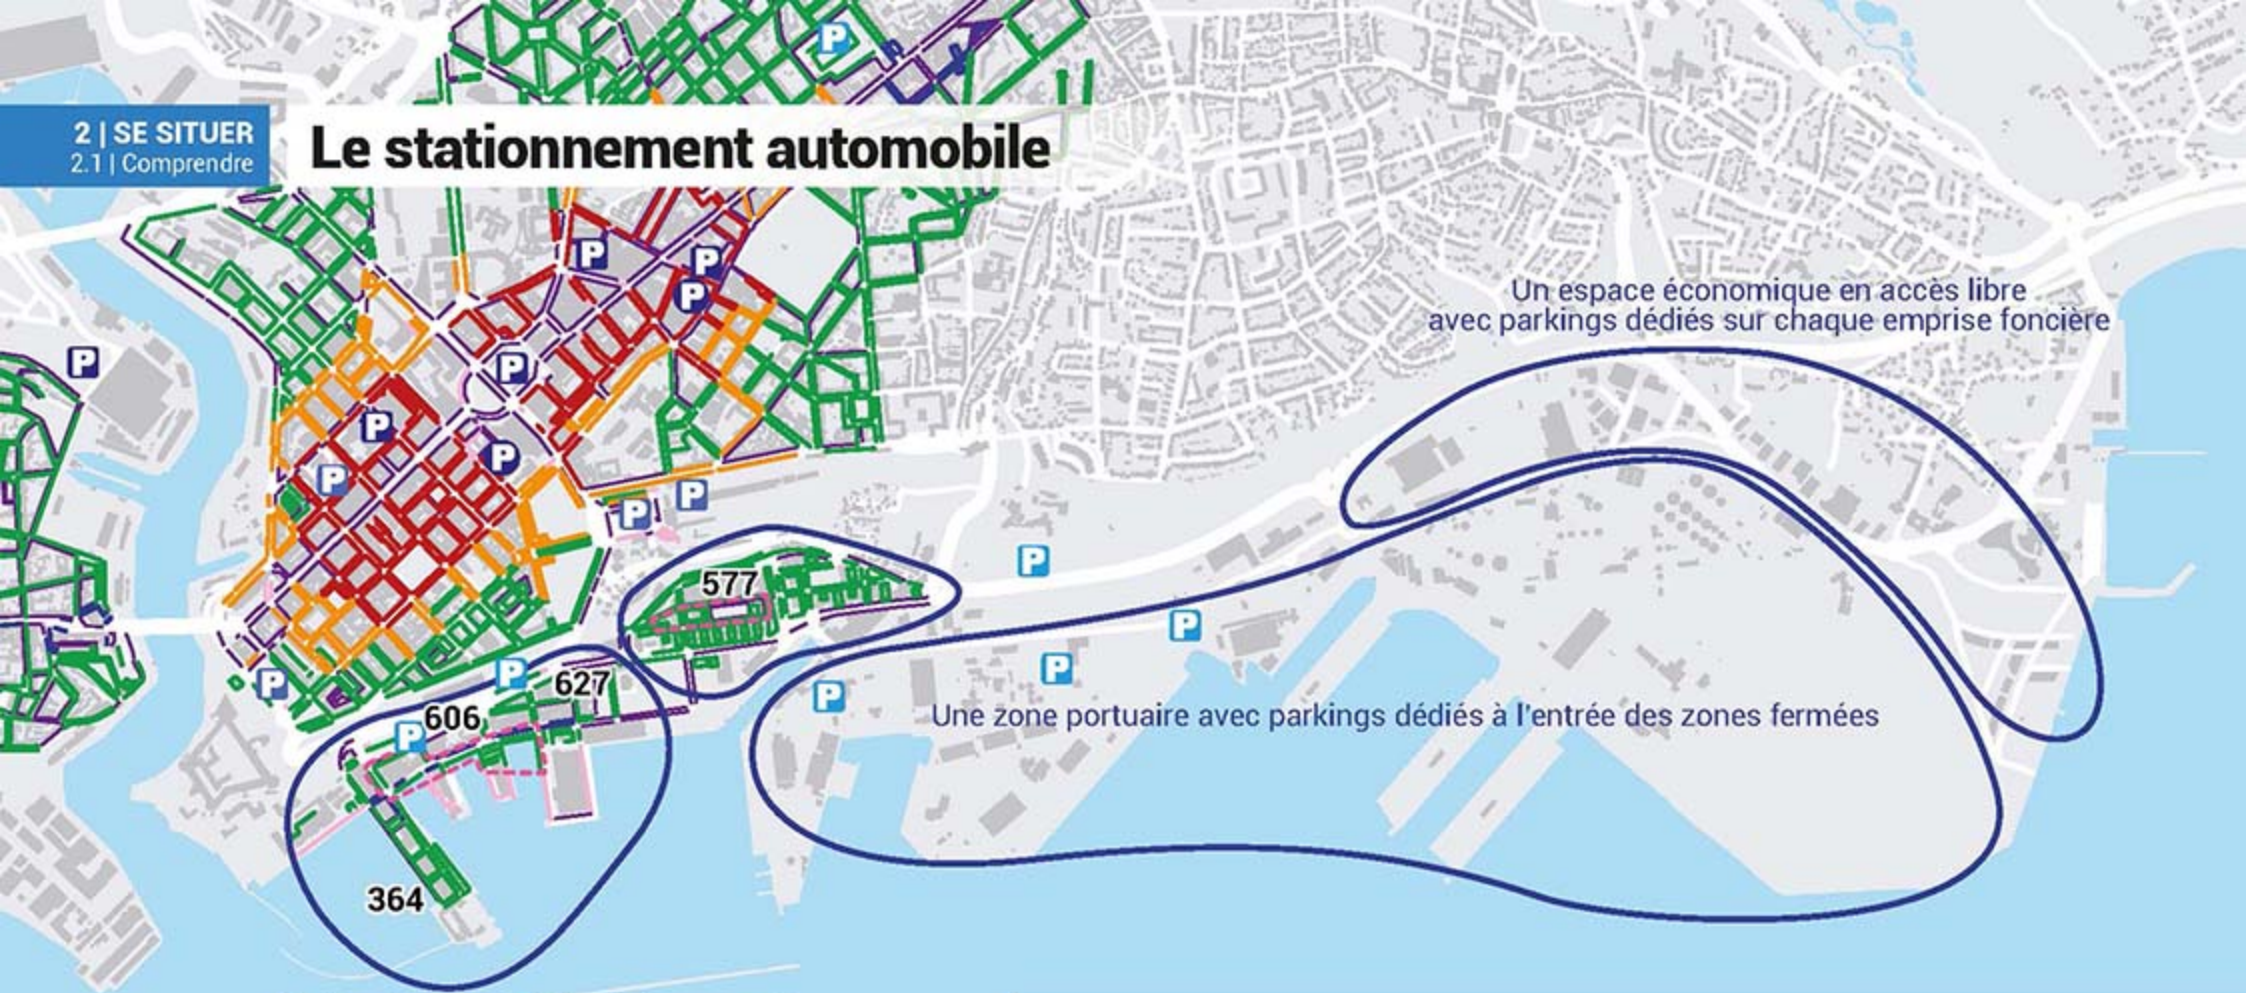 P
2 | SE SITUER
2.1 | Comprendre
Le stationnement automobile
P
P
P
Un espace économique en accès libre
avec parkings dédiés sur chaque emprise foncière
P
P
P
P
P
P
P
P
577
P
P
P
P
627
P
P
606
P
Une zone portuaire avec parkings dédiés à l'entrée des zones fermées
364